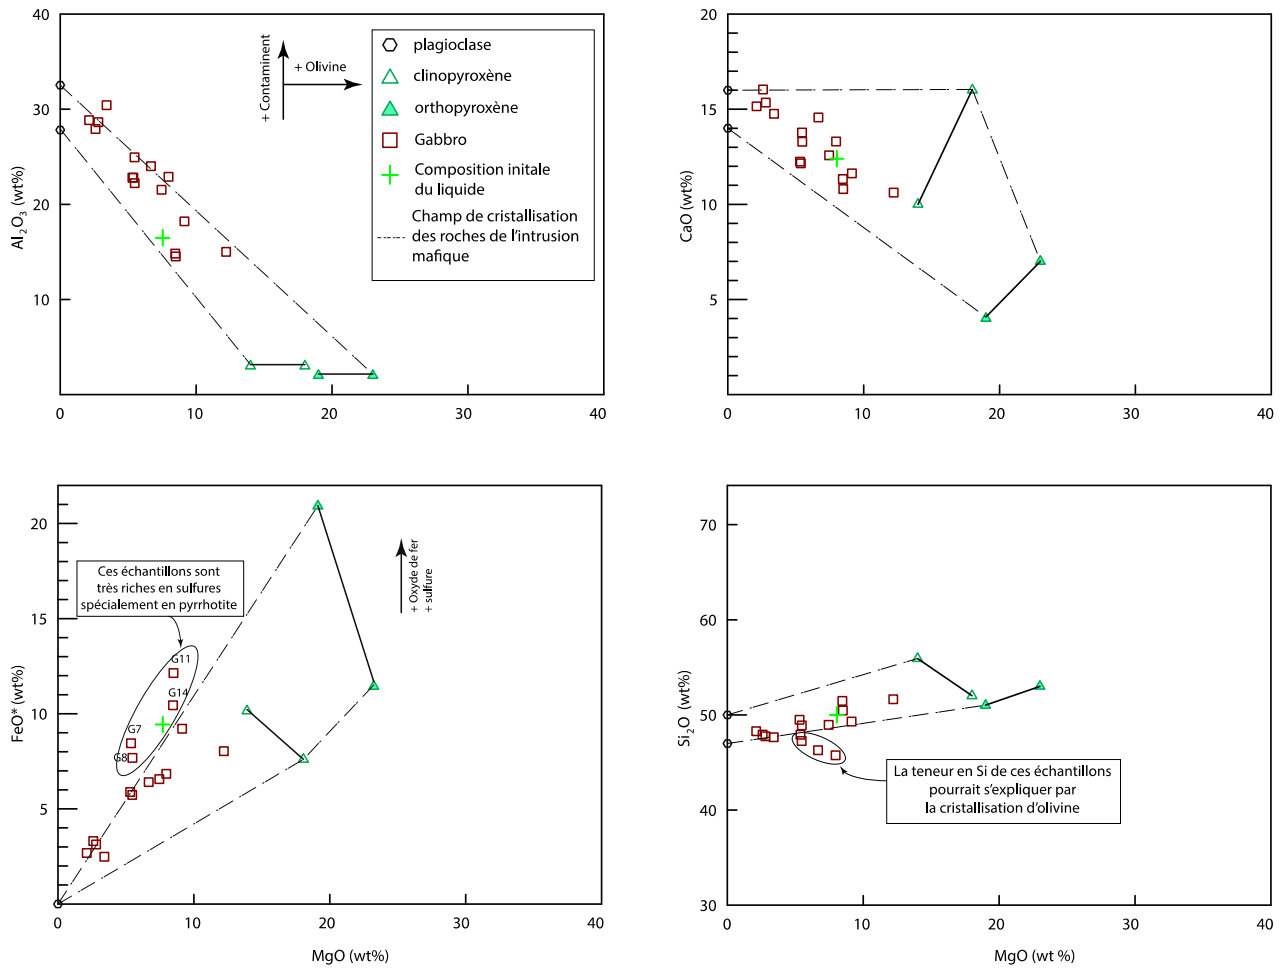 40
30
20
10
0
10
20
30
40
Al2O3 (wt%)
+ Contaminent
+ Olivine
plagioclase
clinopyroxène
orthopyroxène
Gabbro
Composition initale
du liquide
Champ de cristallisation
des roches de l'intrusion
mafique
20
15
10
5
0
10
20
30
40
CaO (wt%)
20
15
10
5
0
10
20
30
40
FeO* (wt%)
MgO (wt%)
Ces échantillons sont
très riches en sulfures
spécialement en pyrrhotite
G11
G14
G7
G8
+ Oxyde de fer
+ sulfure
70
60
50
40
30
0
10
20
30
40
Si2O (wt%)
MgO (wt %)
La teneur en Si de ces échantillons
pourrait s'expliquer par
la cristallisation d'olivine